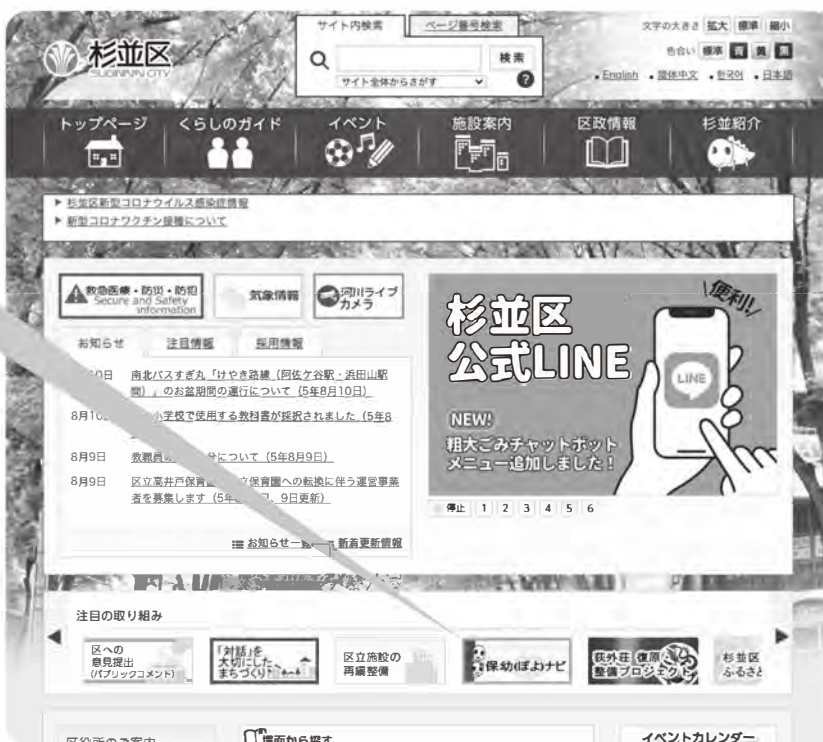 杉並区
SUGINAMI CITY
サイト内検索
ページ番号検索
検索
サイト全体からさがす
?
文字の大きさ 拡大 標準 縮小
色合い 標準 青 黄 黒
English 簡体中文 한국어 日本語
トップページ
くらしのガイド
イベント
施設案内
区政情報
杉並紹介
杉並区新型コロナウイルス感染症情報
新型コロナワクチン接種について
救急医療・防災・防犯
Secure and Safety
information
気象情報
河川ライブ
カメラ
お知らせ
注目情報
採用情報
10日 南北バスすぎ丸「けやき路線（阿佐ケ谷駅・浜田山駅
間）」のお盆期間の運行について（5年8月10日）
8月10 小学校で使用する教科書が採択されました（5年8
8月9日 教職員の 分について（5年8月9日）
8月9日 区立高井戸保育 立保育園への転換に伴う運営事業
者を募集します（5年 、9日更新）
お知らせ一覧
新着更新情報
杉並区
公式LINE
便利!
LINE
NEW!
粗大ごみチャットボット
メニュー追加しました！
停止 1 2 3 4 5 6
注目の取り組み
区への
意見提出
(パブリックコメント)
「対話」を
大切にした
まちづくり
区立施設の
再編整備
保幼(ほよ)ナビ
荻外荘 復原
整備プロジェクト
杉並区
ふるさと
区役所のご案内
場面から探す
イベントカレンダー